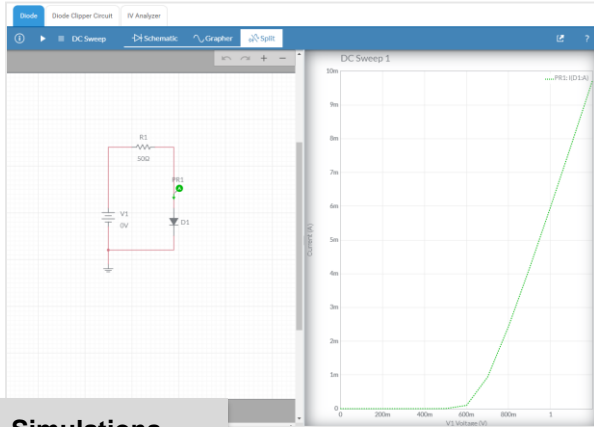 Diode Diode Clipper Circuit IV Analyzer
DC Sweep Schematic Grapher Split ?
DC Sweep 1
PR1: I(D1:A)
10m
9m
8m
7m
6m
5m
4m
3m
2m
1m
0
Current (A)
0 200m 400m 600m 800m 1
V1 Voltage (V)
R1
50Ω
PR1
A
V1
0V
D1
Simulations